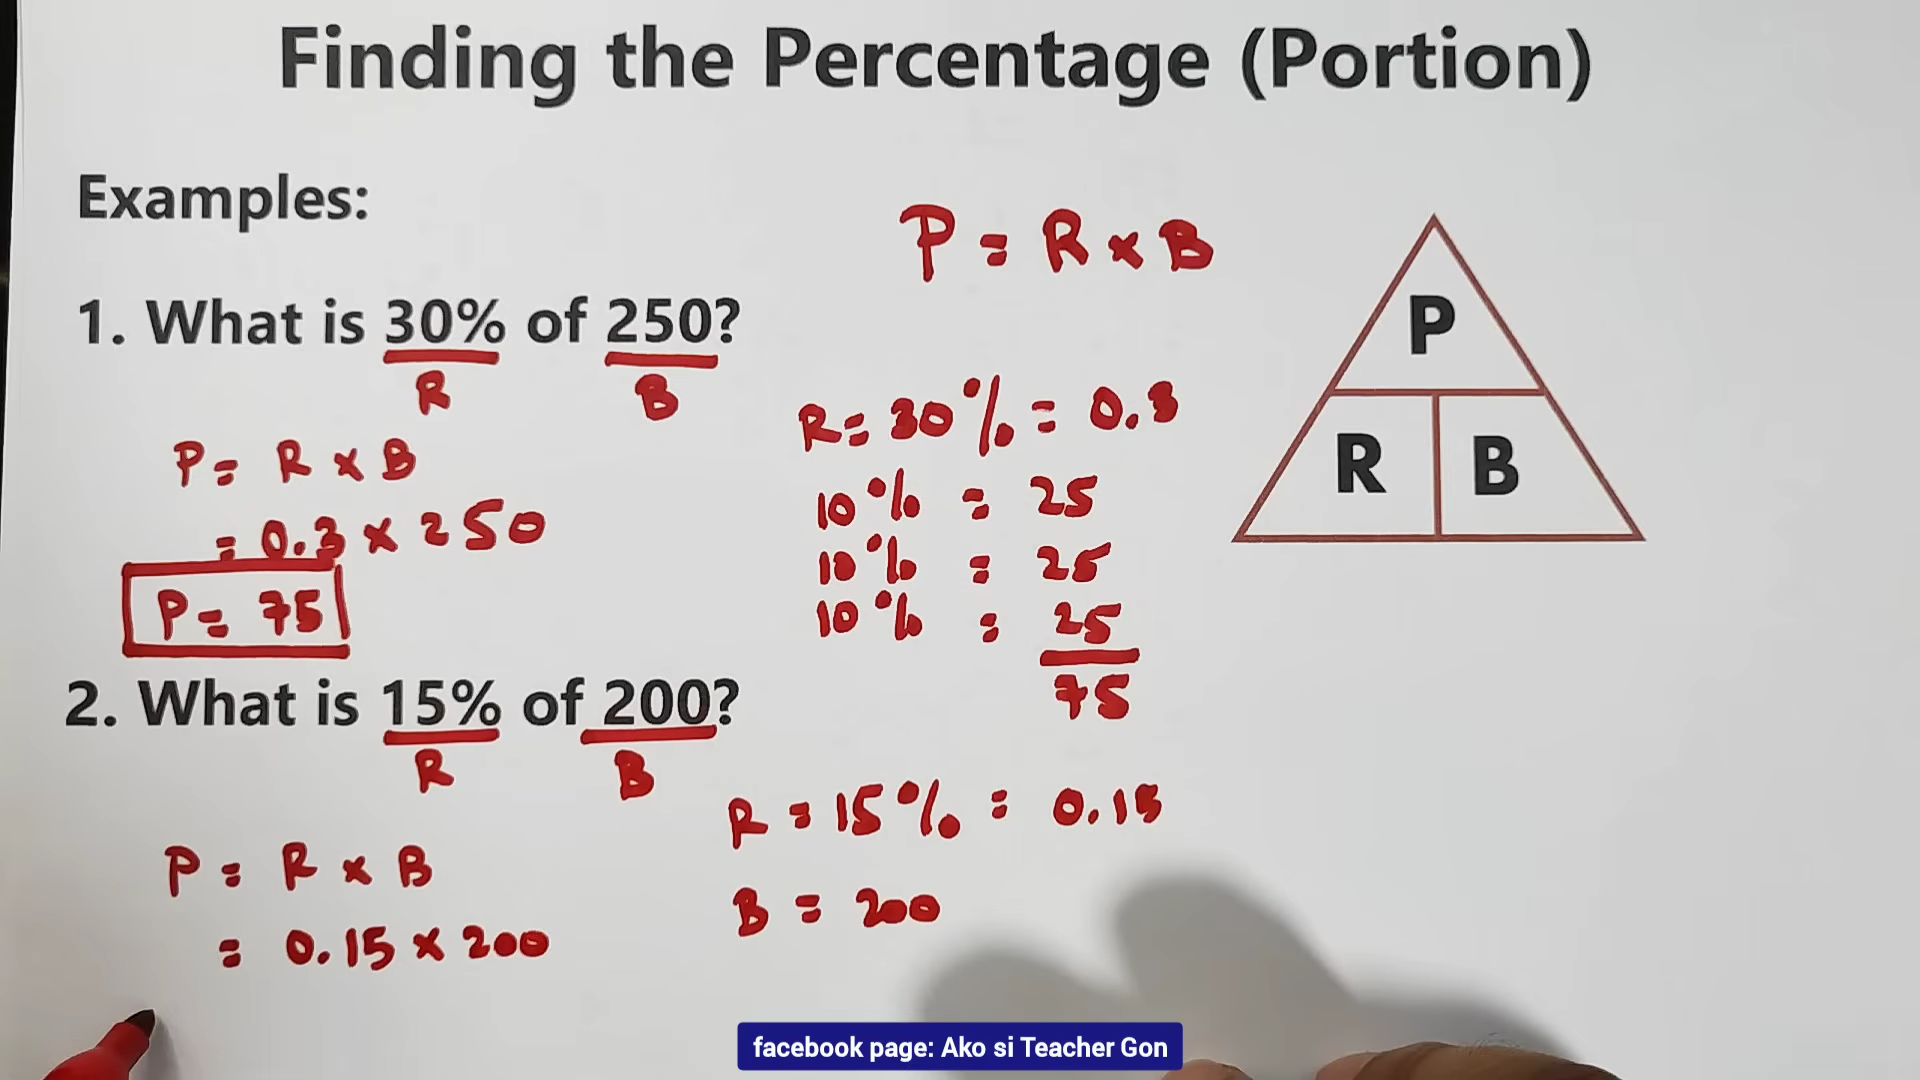 Finding the Percentage (Portion)
Examples:
P = R × B
1. What is 30% of 250?
R B
P = R × B
= 0.3 × 250
P = 75
R = 30% = 0.3
10% = 25
10% = 25
10% = 25
75
P
R B
2. What is 15% of 200?
R B
P = R × B
= 0.15 × 200
R = 15% = 0.15
B = 200
facebook page: Ako si Teacher Gon